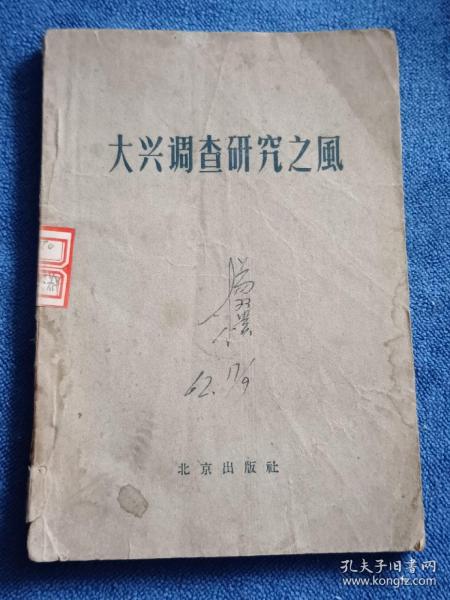 大兴调查研究之風
62. 17/9
北京出版社
孔夫子旧书网
www.kongfz.com